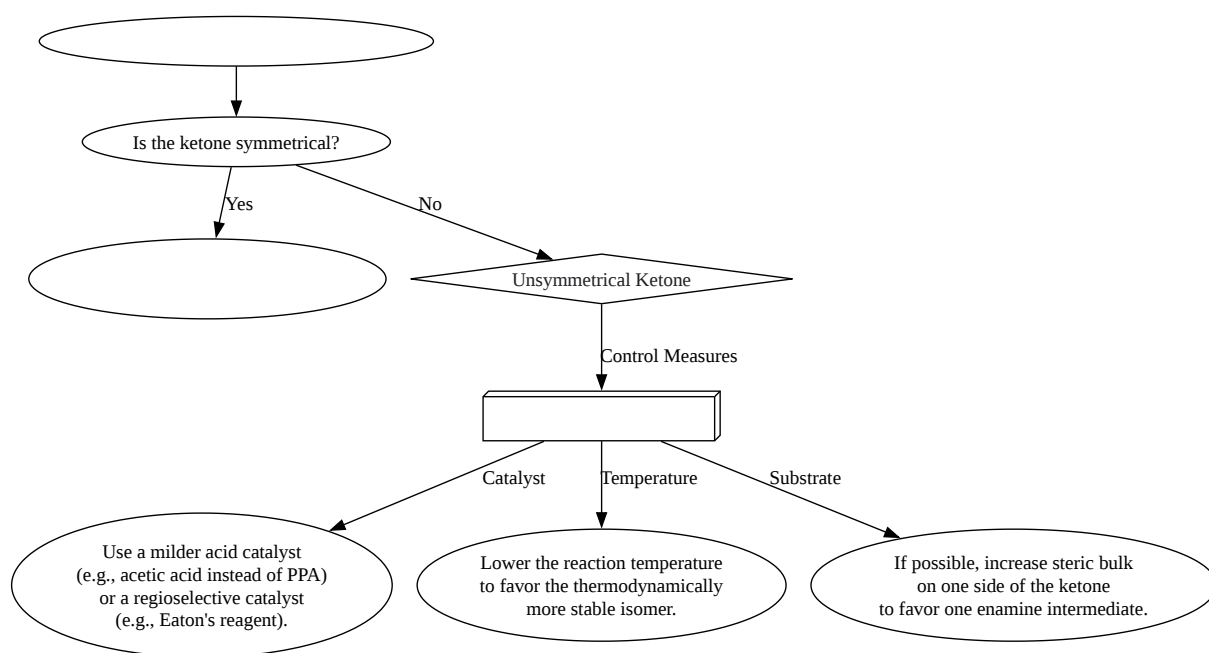 Is the ketone symmetrical?
Yes
No
Unsymmetrical Ketone
Control Measures
Catalyst
Temperature
Substrate
Use a milder acid catalyst
(e.g., acetic acid instead of PPA)
or a regioselective catalyst
(e.g., Eaton's reagent).
Lower the reaction temperature
to favor the thermodynamically
more stable isomer.
If possible, increase steric bulk
on one side of the ketone
to favor one enamine intermediate.